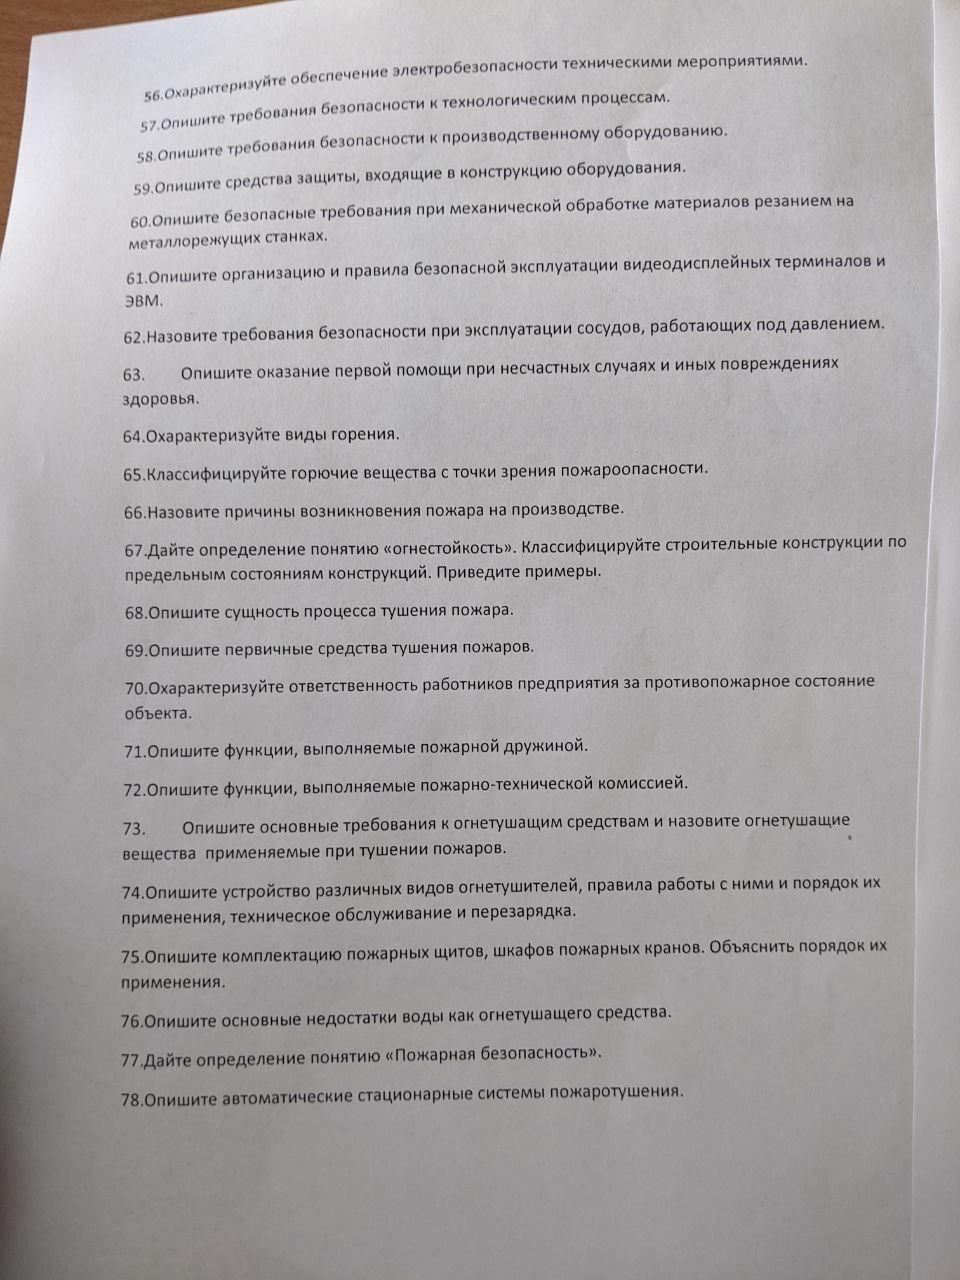 56.Охарактеризуйте обеспечение электробезопасности техническими мероприятиями.
57.Опишите требования безопасности к технологическим процессам.
58.Опишите требования безопасности к производственному оборудованию.
59.Опишите средства защиты, входящие в конструкцию оборудования.
60.Опишите безопасные требования при механической обработке материалов резанием на
металлорежущих станках.
61.Опишите организацию и правила безопасной эксплуатации видеодисплейных терминалов и
ЭВМ.
62.Назовите требования безопасности при эксплуатации сосудов, работающих под давлением.
63. Опишите оказание первой помощи при несчастных случаях и иных повреждениях
здоровья.
64.Охарактеризуйте виды горения.
65.Классифицируйте горючие вещества с точки зрения пожароопасности.
66.Назовите причины возникновения пожара на производстве.
67.Дайте определение понятию «огнестойкость». Классифицируйте строительные конструкции по
предельным состояниям конструкций. Приведите примеры.
68.Опишите сущность процесса тушения пожара.
69.Опишите первичные средства тушения пожаров.
70.Охарактеризуйте ответственность работников предприятия за противопожарное состояние
объекта.
71.Опишите функции, выполняемые пожарной дружиной.
72.Опишите функции, выполняемые пожарно-технической комиссией.
73. Опишите основные требования к огнетушащим средствам и назовите огнетушащие
вещества применяемые при тушении пожаров.
74.Опишите устройство различных видов огнетушителей, правила работы с ними и порядок их
применения, техническое обслуживание и перезарядка.
75.Опишите комплектацию пожарных щитов, шкафов пожарных кранов. Объяснить порядок их
применения.
76.Опишите основные недостатки воды как огнетушащего средства.
77.Дайте определение понятию «Пожарная безопасность».
78.Опишите автоматические стационарные системы пожаротушения.